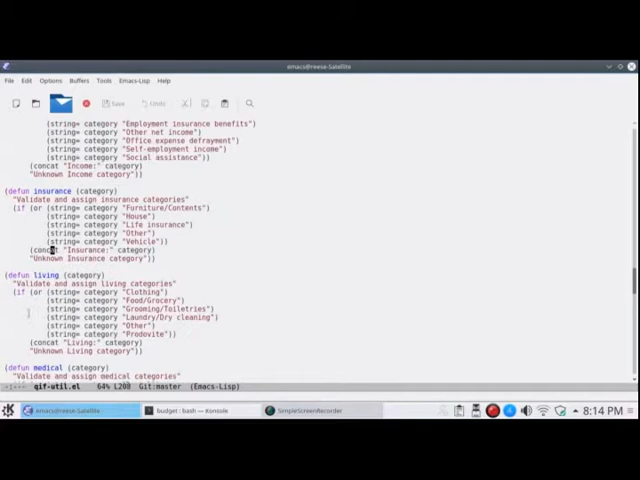 emacs@reese-Satellite
File Edit Options Buffers Tools Emacs-Lisp Help
Save Undo
(string= category "Employment insurance benefits")
(string= category "Other net income")
(string= category "Office expense defrayment")
(string= category "Self-employment income")
(string= category "Social assistance"))
(concat "Income:" category)
"Unknown Income category"))
(defun insurance (category)
"Validate and assign insurance categories"
(if (or (string= category "Furniture/Contents")
(string= category "House")
(string= category "Life insurance")
(string= category "Other")
(string= category "Vehicle"))
(concat "Insurance:" category)
"Unknown Insurance category"))
(defun living (category)
"Validate and assign living categories"
(if (or (string= category "Clothing")
(string= category "Food/Grocery")
(string= category "Grooming/Toiletries")
(string= category "Laundry/Dry cleaning")
(string= category "Other")
(string= category "Prodovite"))
(concat "Living:" category)
"Unknown Living category"))
(defun medical (category)
"Validate and assign medical categories"
-:--- qif-util.el 64% L208 Git:master (Emacs-Lisp)
emacs@reese-Satellite budget : bash — Konsole SimpleScreenRecorder 8:14 PM